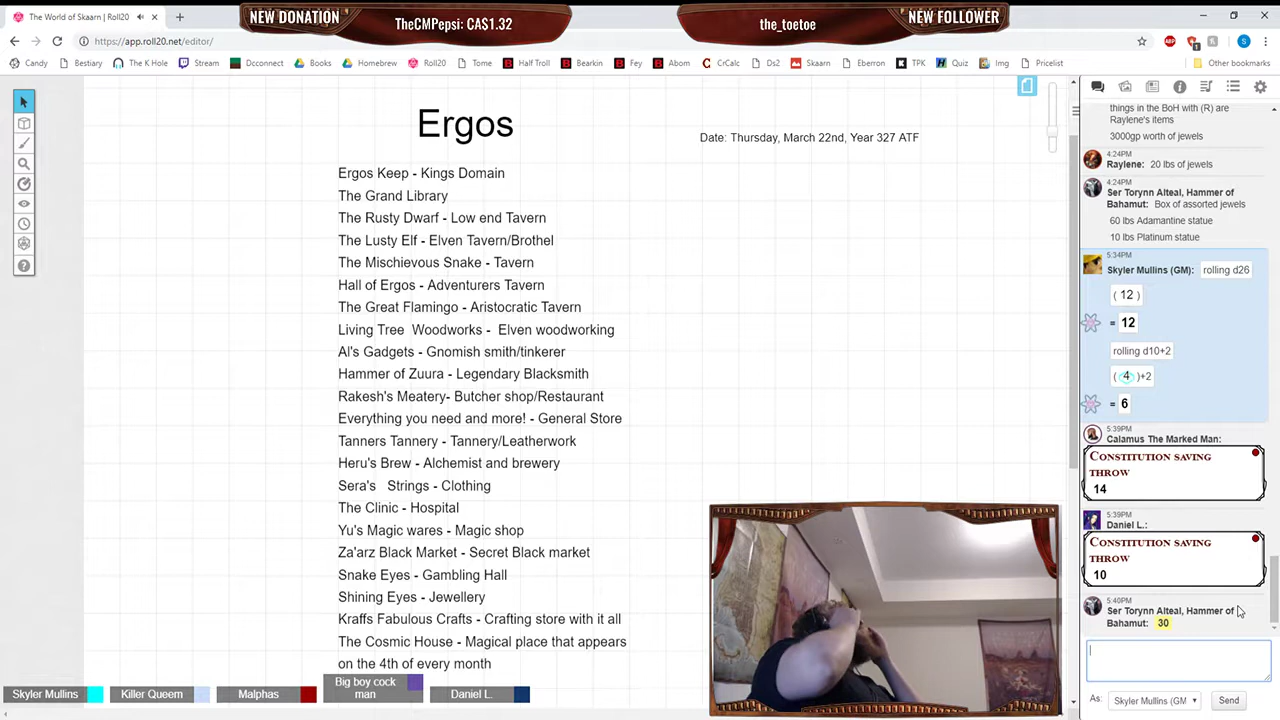 The World of Skaarn | Roll20
NEW DONATION
TheCMPepsi: CA$1.32
the_toetoe
NEW FOLLOWER
https://app.roll20.net/editor/
Candy
Bestiary
The K Hole
Stream
Dcconnect
Books
Homebrew
Roll20
Tome
Half Troll
Bearkin
Fey
Abom
CrCalc
Ds2
Skaarn
Eberron
TPK
Quiz
Img
Pricelist
Other bookmarks
Ergos
Date: Thursday, March 22nd, Year 327 ATF
Ergos Keep - Kings Domain
The Grand Library
The Rusty Dwarf - Low end Tavern
The Lusty Elf - Elven Tavern/Brothel
The Mischievous Snake - Tavern
Hall of Ergos - Adventurers Tavern
The Great Flamingo - Aristocratic Tavern
Living Tree Woodworks - Elven woodworking
Al's Gadgets - Gnomish smith/tinkerer
Hammer of Zuura - Legendary Blacksmith
Rakesh's Meatery- Butcher shop/Restaurant
Everything you need and more! - General Store
Tanners Tannery - Tannery/Leatherwork
Heru's Brew - Alchemist and brewery
Sera's Strings - Clothing
The Clinic - Hospital
Yu's Magic wares - Magic shop
Za'arz Black Market - Secret Black market
Snake Eyes - Gambling Hall
Shining Eyes - Jewellery
Kraffs Fabulous Crafts - Crafting store with it all
The Cosmic House - Magical place that appears
on the 4th of every month
Skyler Mullins
Killer Queem
Malphas
Big boy cock
man
Daniel L.
things in the BoH with (R) are
Raylene's items
3000gp worth of jewels
4:24PM
Raylene: 20 lbs of jewels
4:24PM
Ser Torynn Alteal, Hammer of
Bahamut: Box of assorted jewels
60 lbs Adamantine statue
10 lbs Platinum statue
5:34PM
Skyler Mullins (GM): rolling d26
( 12 )
= 12
rolling d10+2
( 4 )+2
= 6
5:39PM
Calamus The Marked Man:
CONSTITUTION SAVING
THROW
14
5:39PM
Daniel L.:
CONSTITUTION SAVING
THROW
10
5:40PM
Ser Torynn Alteal, Hammer of
Bahamut: 30
As:
Skyler Mullins (GM
Send